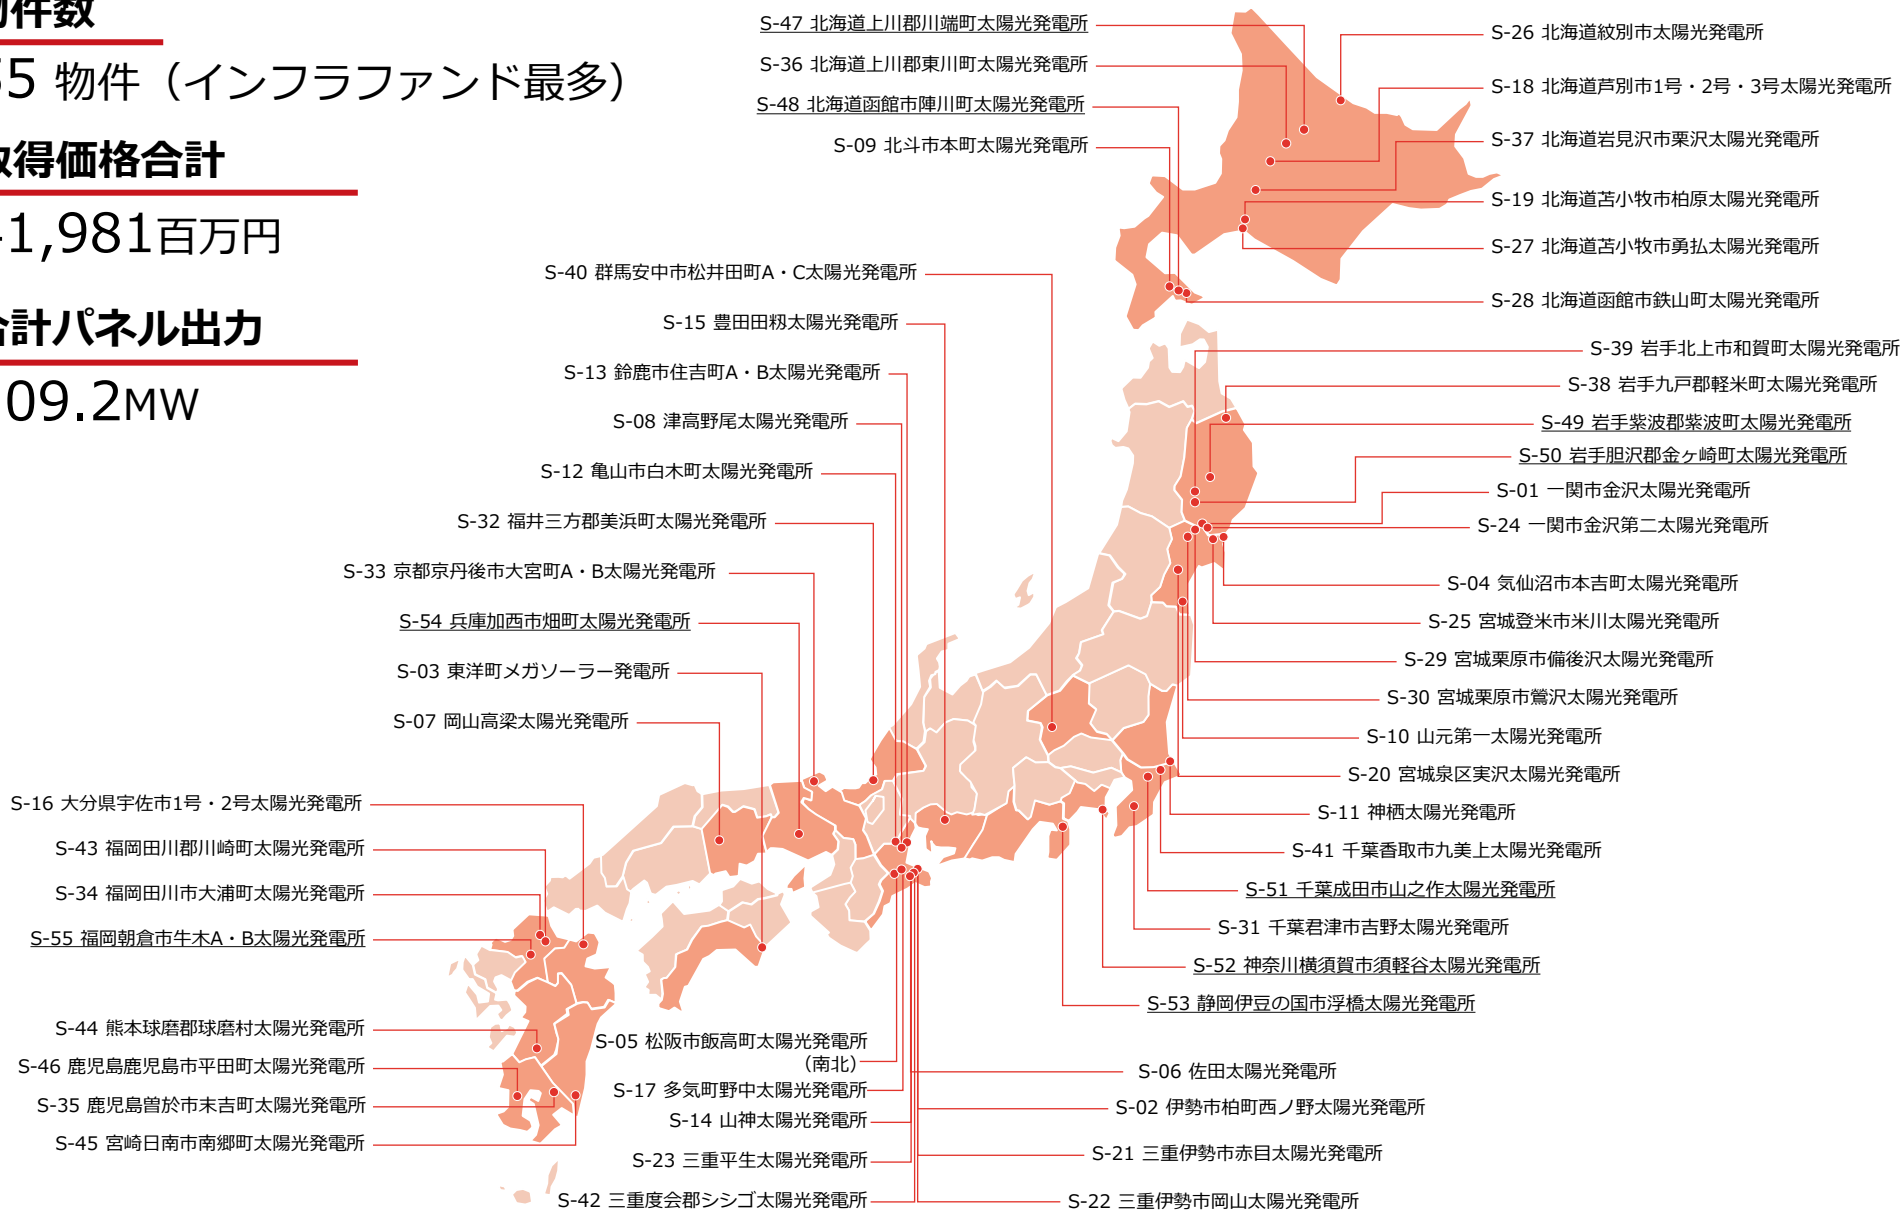 物件数
55 物件（インフラファンド最多）
取得価格合計
41,981百万円
合計パネル出力
109.2MW
S-47 北海道上川郡川端町太陽光発電所
S-36 北海道上川郡東川町太陽光発電所
S-48 北海道函館市陣川町太陽光発電所
S-09 北斗市本町太陽光発電所
S-26 北海道紋別市太陽光発電所
S-18 北海道芦別市1号・2号・3号太陽光発電所
S-37 北海道岩見沢市栗沢太陽光発電所
S-19 北海道苫小牧市柏原太陽光発電所
S-27 北海道苫小牧市勇払太陽光発電所
S-28 北海道函館市鉄山町太陽光発電所
S-40 群馬安中市松井田町A・C太陽光発電所
S-15 豊田田籾太陽光発電所
S-13 鈴鹿市住吉町A・B太陽光発電所
S-08 津高野尾太陽光発電所
S-12 亀山市白木町太陽光発電所
S-32 福井三方郡美浜町太陽光発電所
S-33 京都京丹後市大宮町A・B太陽光発電所
S-54 兵庫加西市畑町太陽光発電所
S-03 東洋町メガソーラー発電所
S-07 岡山高梁太陽光発電所
S-39 岩手北上市和賀町太陽光発電所
S-38 岩手九戸郡軽米町太陽光発電所
S-49 岩手紫波郡紫波町太陽光発電所
S-50 岩手胆沢郡金ヶ崎町太陽光発電所
S-01 一関市金沢太陽光発電所
S-24 一関市金沢第二太陽光発電所
S-04 気仙沼市本吉町太陽光発電所
S-25 宮城登米市米川太陽光発電所
S-29 宮城栗原市備後沢太陽光発電所
S-30 宮城栗原市鶯沢太陽光発電所
S-10 山元第一太陽光発電所
S-20 宮城泉区実沢太陽光発電所
S-11 神栖太陽光発電所
S-41 千葉香取市九美上太陽光発電所
S-51 千葉成田市山之作太陽光発電所
S-31 千葉君津市吉野太陽光発電所
S-52 神奈川横須賀市須軽谷太陽光発電所
S-53 静岡伊豆の国市浮橋太陽光発電所
S-16 大分県宇佐市1号・2号太陽光発電所
S-43 福岡田川郡川崎町太陽光発電所
S-34 福岡田川市大浦町太陽光発電所
S-55 福岡朝倉市牛木A・B太陽光発電所
S-44 熊本球磨郡球磨村太陽光発電所
S-46 鹿児島鹿児島市平田町太陽光発電所
S-35 鹿児島曽於市末吉町太陽光発電所
S-45 宮崎日南市南郷町太陽光発電所
S-05 松阪市飯高町太陽光発電所
（南北）
S-17 多気町野中太陽光発電所
S-14 山神太陽光発電所
S-23 三重平生太陽光発電所
S-42 三重度会郡シシゴ太陽光発電所
S-06 佐田太陽光発電所
S-02 伊勢市柏町西ノ野太陽光発電所
S-21 三重伊勢市赤目太陽光発電所
S-22 三重伊勢市岡山太陽光発電所